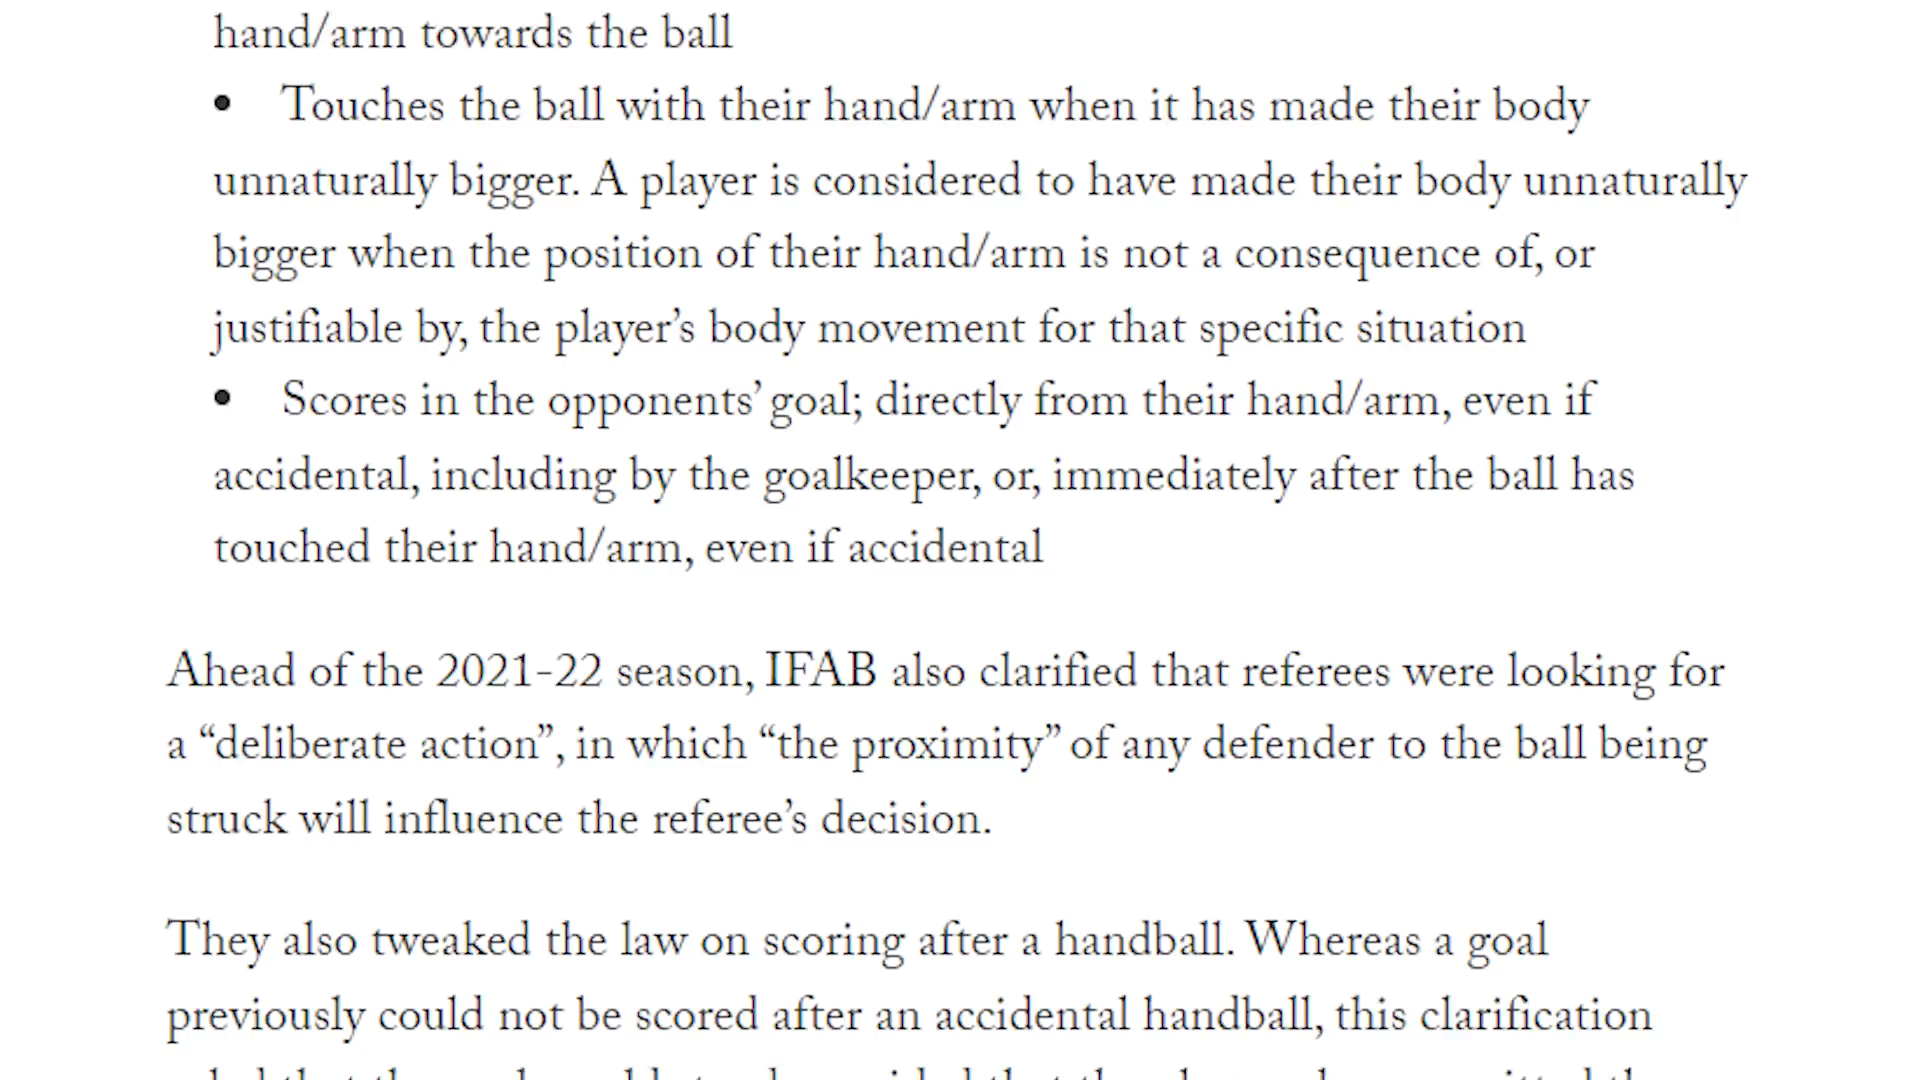 hand/arm towards the ball
• Touches the ball with their hand/arm when it has made their body
unnaturally bigger. A player is considered to have made their body unnaturally
bigger when the position of their hand/arm is not a consequence of, or
justifiable by, the player’s body movement for that specific situation
• Scores in the opponents’ goal; directly from their hand/arm, even if
accidental, including by the goalkeeper, or, immediately after the ball has
touched their hand/arm, even if accidental
Ahead of the 2021-22 season, IFAB also clarified that referees were looking for
a “deliberate action”, in which “the proximity” of any defender to the ball being
struck will influence the referee’s decision.
They also tweaked the law on scoring after a handball. Whereas a goal
previously could not be scored after an accidental handball, this clarification